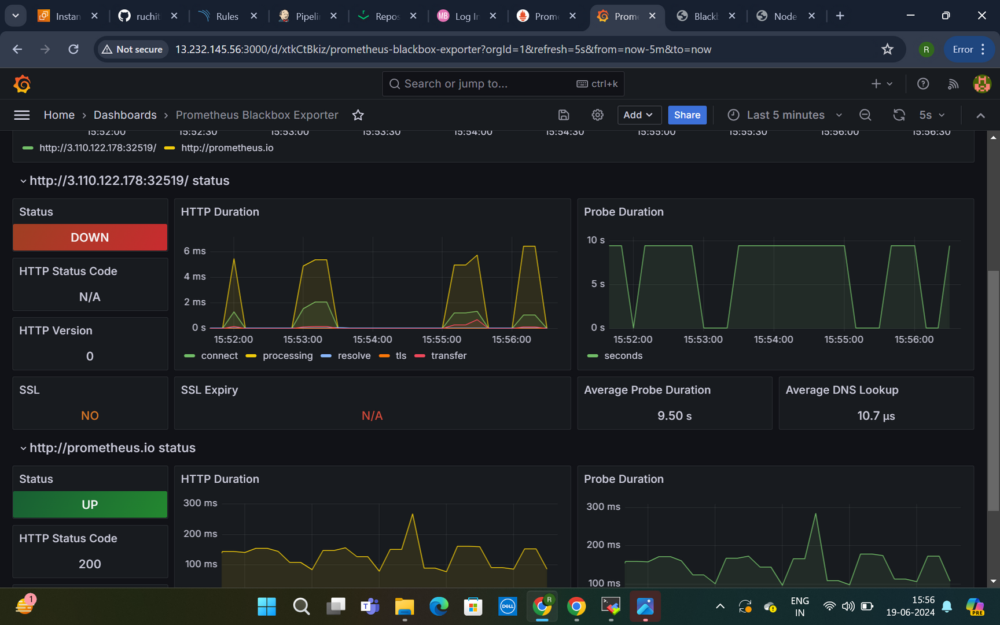 Instan
ruchit
Rules
Pipelin
Repos
MB
Log In
Prome
Prome
Blackb
Node
Not secure
13.232.145.56:3000/d/xtkCtBkiz/prometheus-blackbox-exporter?orgId=1&refresh=5s&from=now-5m&to=now
R
Error
Search or jump to...
ctrl+k
Home › Dashboards › Prometheus Blackbox Exporter
Add
Share
Last 5 minutes
5s
15:52:00 15:52:30 15:53:00 15:53:30 15:54:00 15:54:30 15:55:00 15:55:30 15:56:00 15:56:30
http://3.110.122.178:32519/ http://prometheus.io
http://3.110.122.178:32519/ status
Status
DOWN
HTTP Status Code
N/A
HTTP Version
0
HTTP Duration
6 ms
4 ms
2 ms
0 s
15:52:00 15:53:00 15:54:00 15:55:00 15:56:00
connect processing resolve tls transfer
Probe Duration
10 s
5 s
0 s
15:52:00 15:53:00 15:54:00 15:55:00 15:56:00
seconds
SSL
NO
SSL Expiry
N/A
Average Probe Duration
9.50 s
Average DNS Lookup
10.7 µs
http://prometheus.io status
Status
UP
HTTP Status Code
200
HTTP Duration
300 ms
200 ms
100 ms
Probe Duration
300 ms
200 ms
100 ms
1
T
DELL
R
ENG
IN
15:56
19-06-2024
PRE